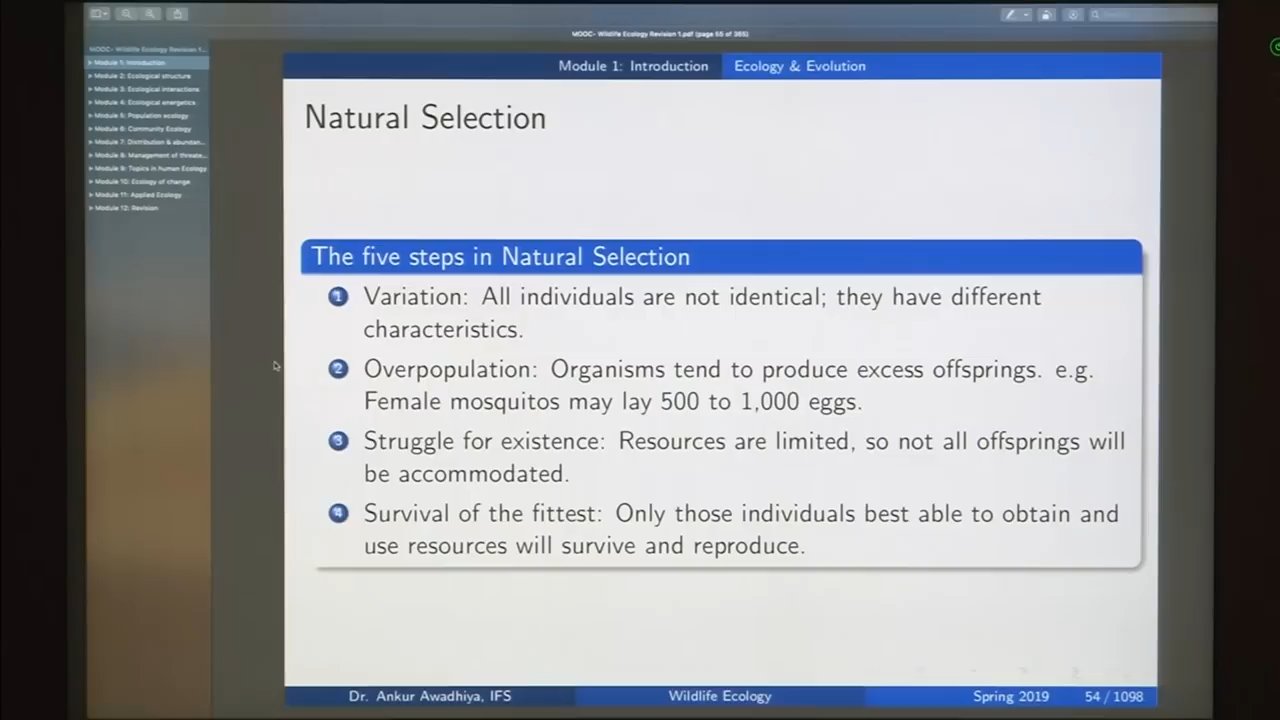 MOOC- Wildlife Ecology Revision 1.pdf (page 55 of 365)
MOOC- Wildlife Ecology Revision 1...
Module 1: Introduction
Module 2: Ecological structure
Module 3: Ecological interactions
Module 4: Ecological energetics
Module 5: Population ecology
Module 6: Community Ecology
Module 7: Distribution & abundan...
Module 8: Management of threate...
Module 9: Topics in human Ecology
Module 10: Ecology of change
Module 11: Applied Ecology
Module 12: Revision
Module 1: Introduction Ecology & Evolution
Natural Selection
The five steps in Natural Selection
1 Variation: All individuals are not identical; they have different
characteristics.
2 Overpopulation: Organisms tend to produce excess offsprings. e.g.
Female mosquitos may lay 500 to 1,000 eggs.
3 Struggle for existence: Resources are limited, so not all offsprings will
be accommodated.
4 Survival of the fittest: Only those individuals best able to obtain and
use resources will survive and reproduce.
Dr. Ankur Awadhiya, IFS Wildlife Ecology Spring 2019 54 / 1098